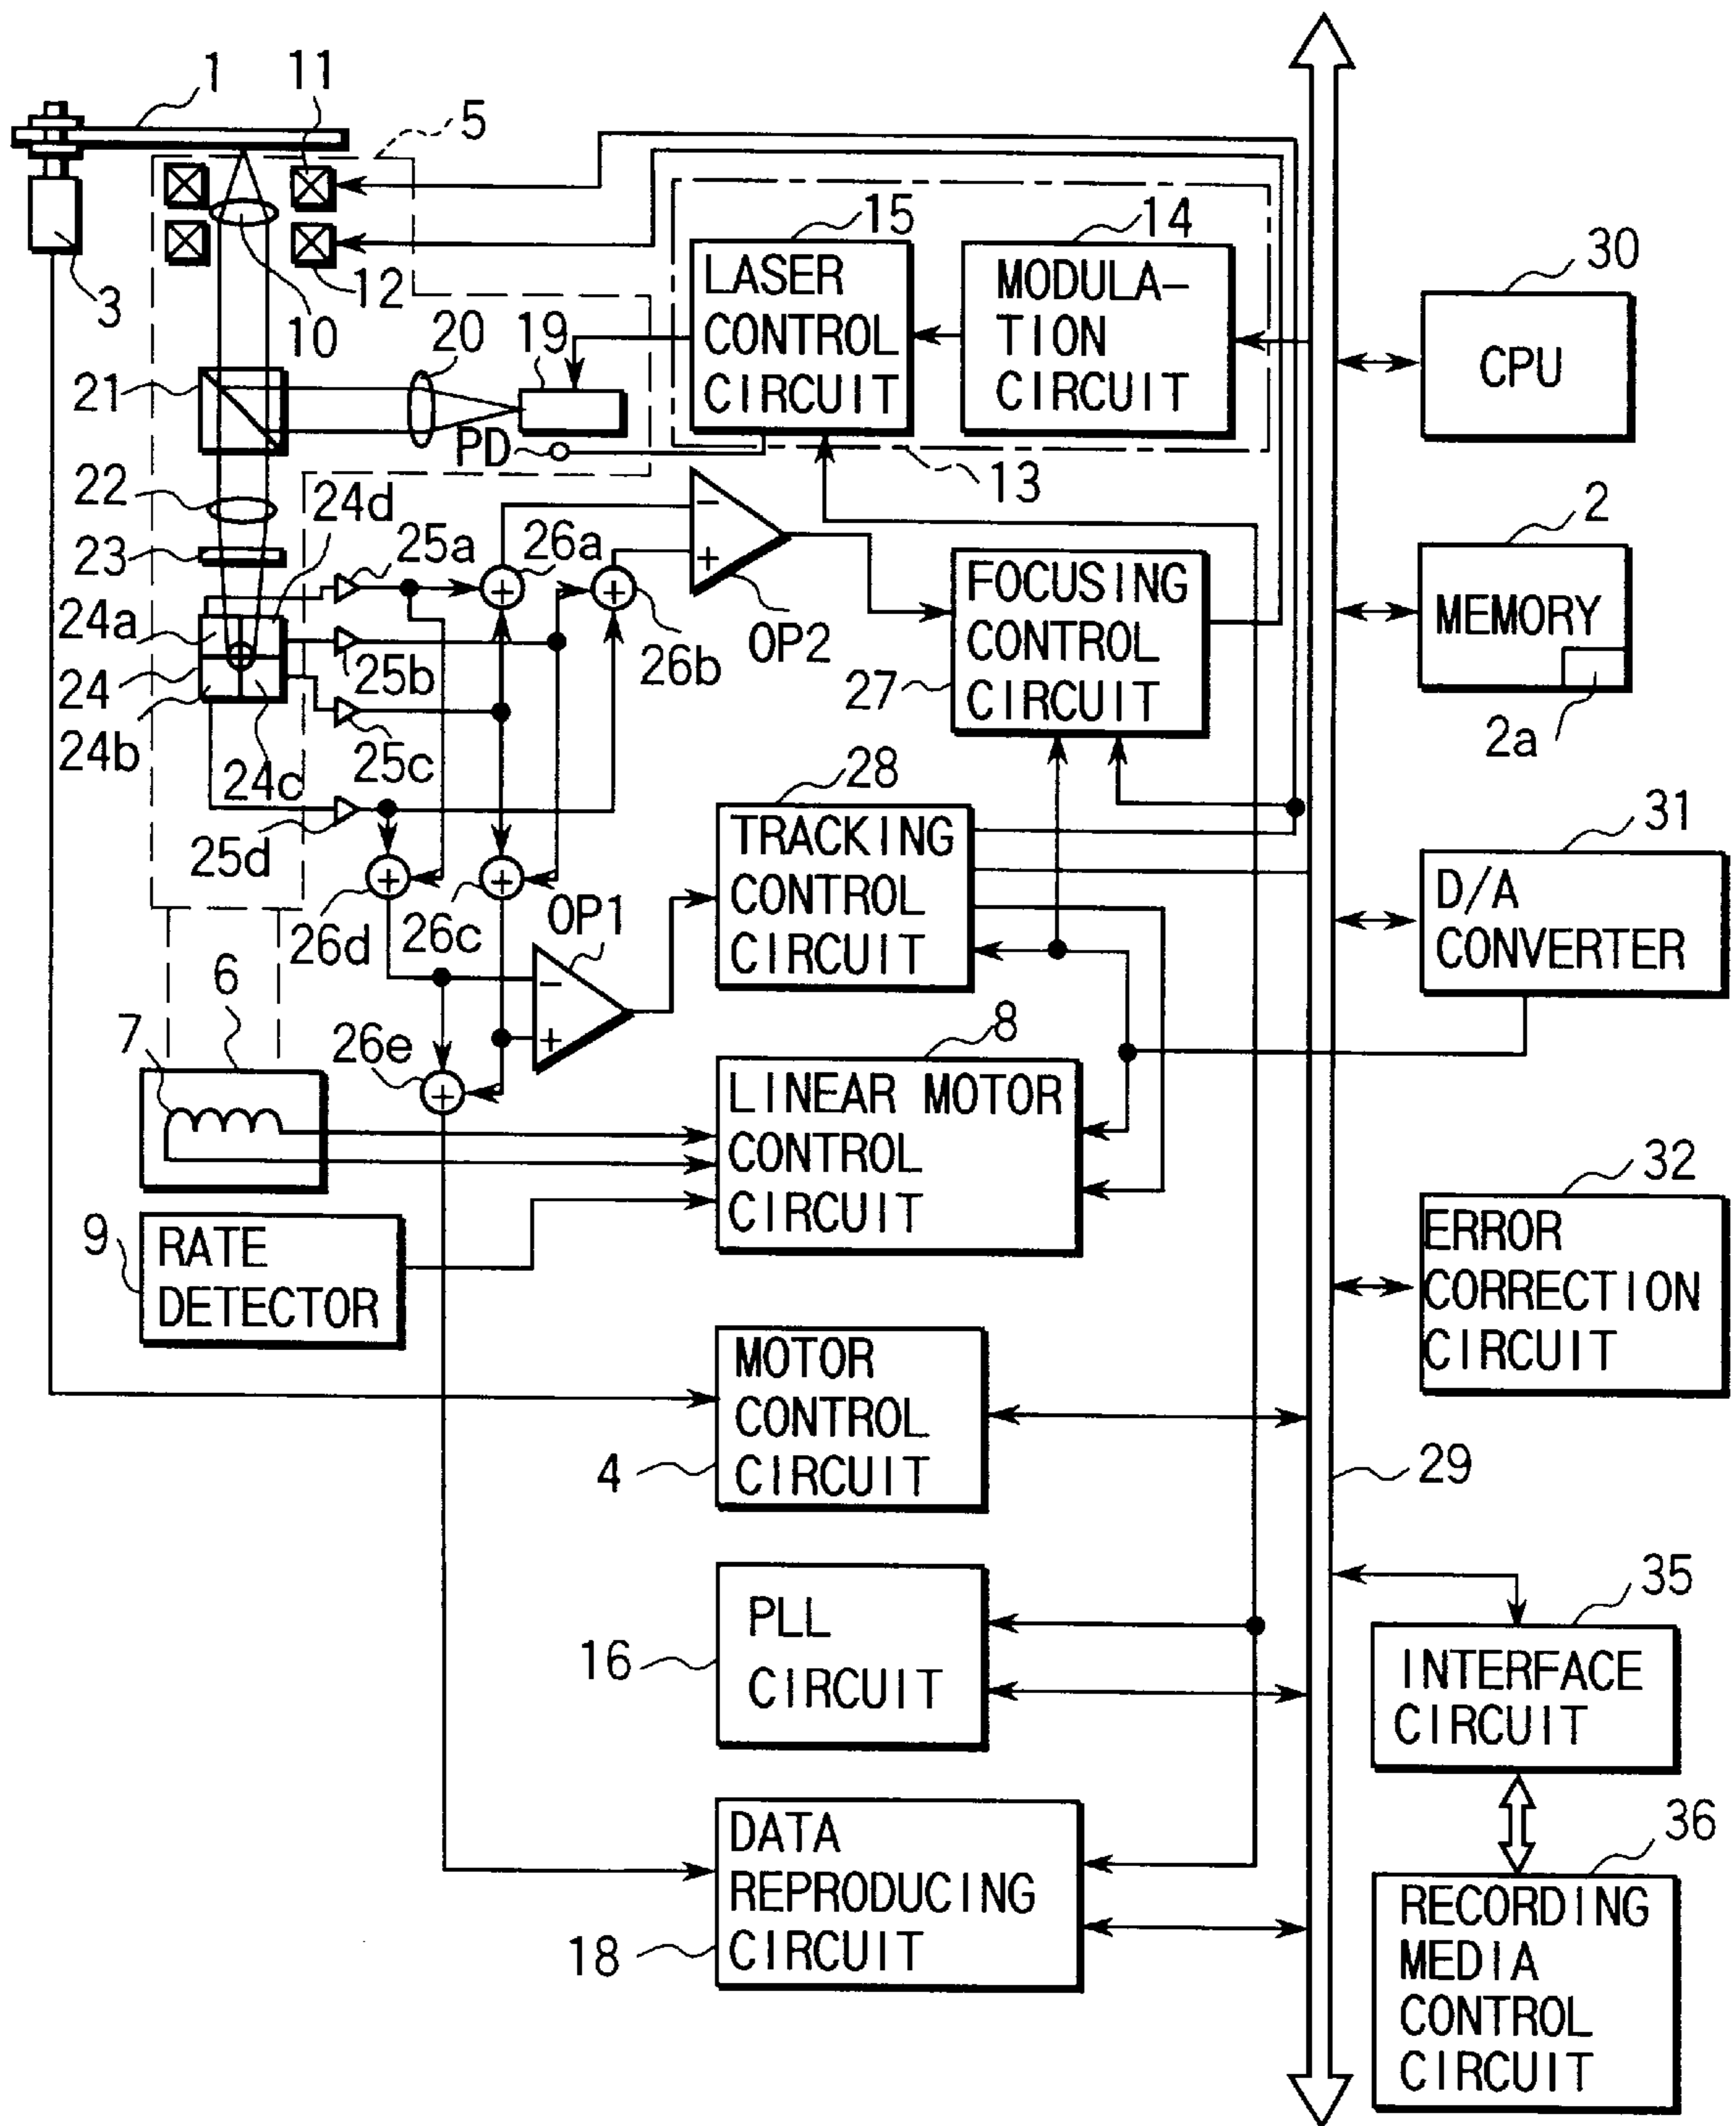 1
11
5
3
12
10
15
LASER
CONTROL
CIRCUIT
14
MODULA-
TION
CIRCUIT
13
30
CPU
20
19
21
PD
22
23
24d
25a
26a
24a
24
24b
24c
25b
25c
25d
26b
OP2
FOCUSING
CONTROL
CIRCUIT
27
2
MEMORY
2a
28
TRACKING
CONTROL
CIRCUIT
31
D/A
CONVERTER
26d
26c
OP1
6
7
26e
8
LINEAR MOTOR
CONTROL
CIRCUIT
9
RATE
DETECTOR
32
ERROR
CORRECTION
CIRCUIT
MOTOR
CONTROL
CIRCUIT
4
29
PLL
CIRCUIT
16
35
INTERFACE
CIRCUIT
DATA
REPRODUCING
CIRCUIT
18
36
RECORDING
MEDIA
CONTROL
CIRCUIT